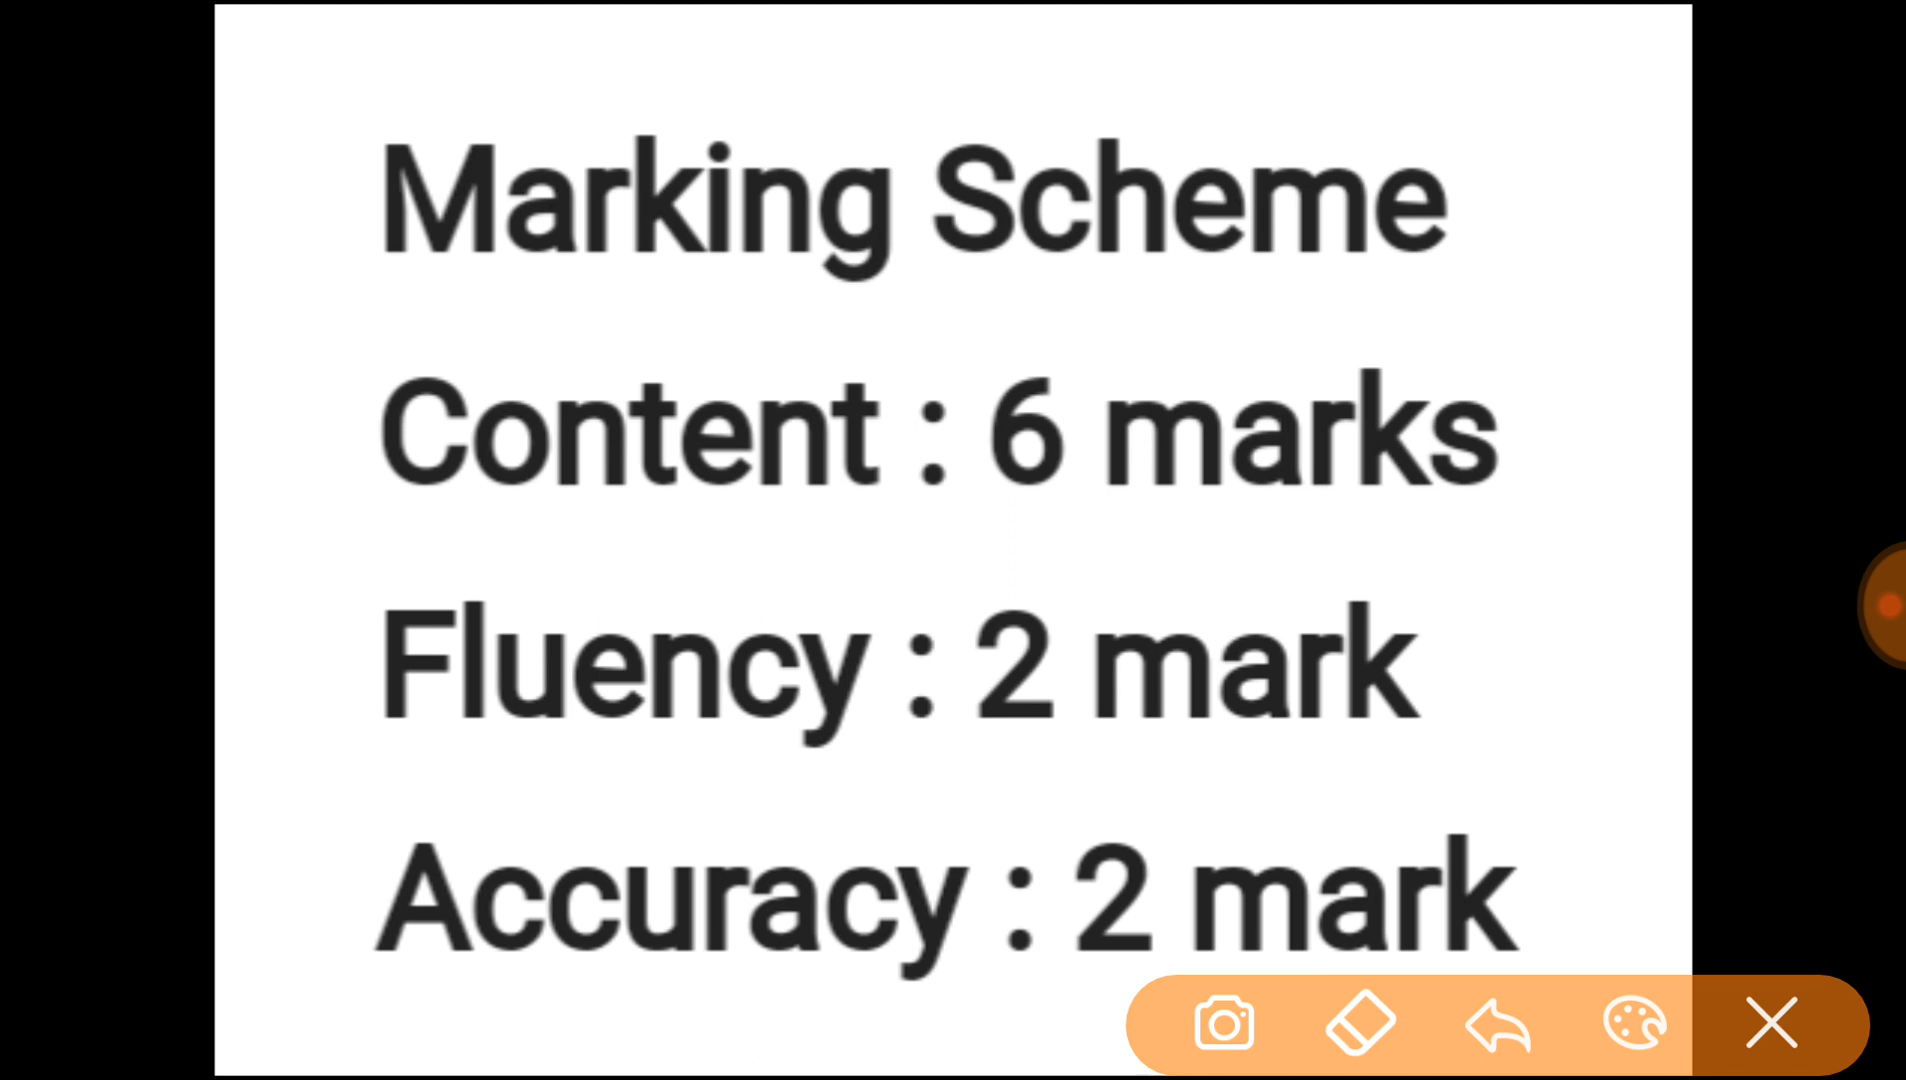 Marking Scheme
Content : 6 marks
Fluency : 2 mark
Accuracy : 2 mark